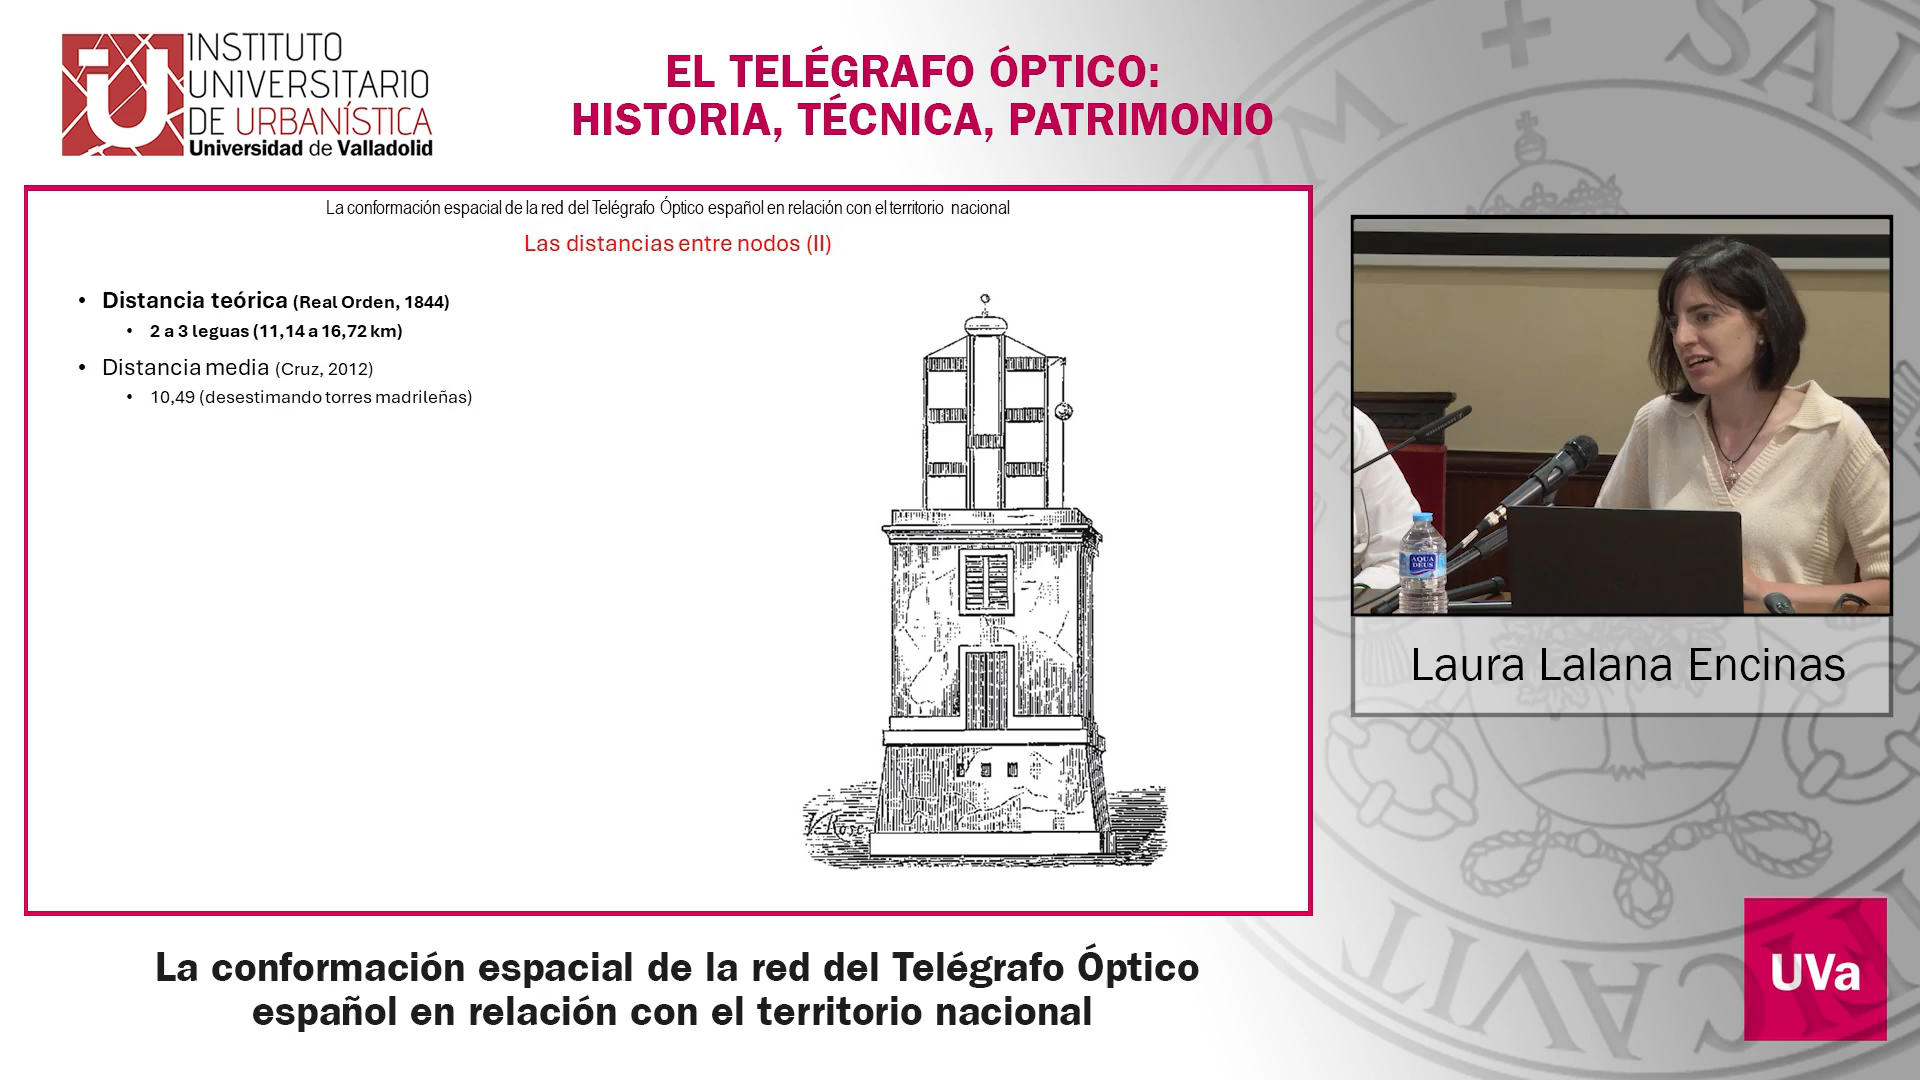 INSTITUTO
UNIVERSITARIO
DE URBANÍSTICA
Universidad de Valladolid
EL TELÉGRAFO ÓPTICO:
HISTORIA, TÉCNICA, PATRIMONIO
La conformación espacial de la red del Telégrafo Óptico español en relación con el territorio nacional
Las distancias entre nodos (II)
• Distancia teórica (Real Orden, 1844)
• 2 a 3 leguas (11,14 a 16,72 km)
• Distancia media (Cruz, 2012)
• 10,49 (desestimando torres madrileñas)
AQUA
DEUS
Laura Lalana Encinas
La conformación espacial de la red del Telégrafo Óptico
español en relación con el territorio nacional
UVa